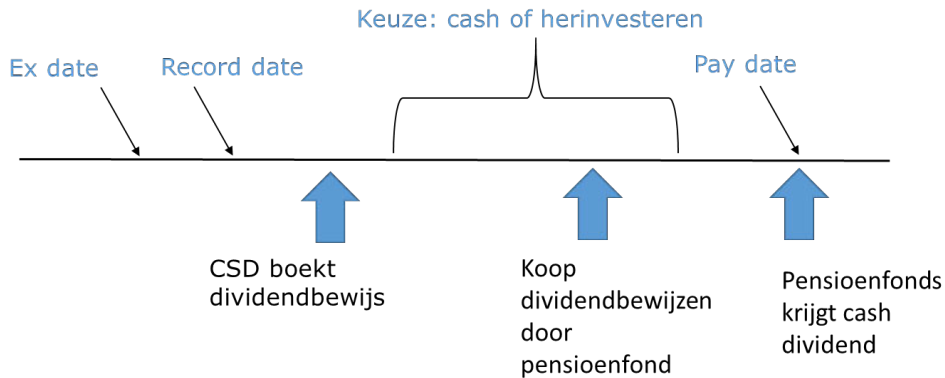 Keuze: cash of herinvesteren
Ex date
Record date
Pay date
CSD boekt
dividendbewijs
Koop
dividendbewijzen
door
pensioenfond
Pensioenfonds
krijgt cash
dividend